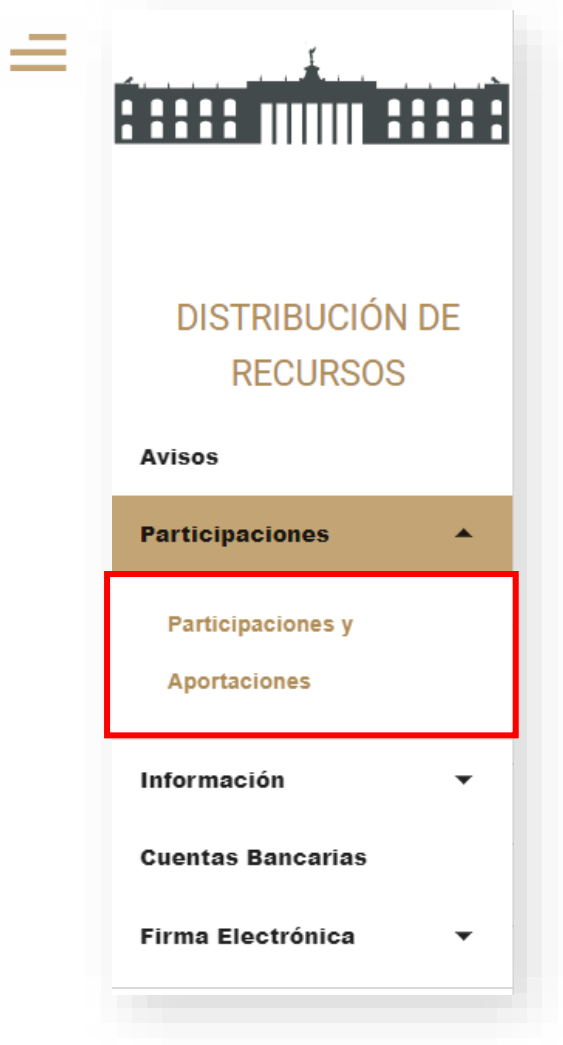 DISTRIBUCIÓN DE
RECURSOS
Avisos
Participaciones
Participaciones y
Aportaciones
Información
Cuentas Bancarias
Firma Electrónica